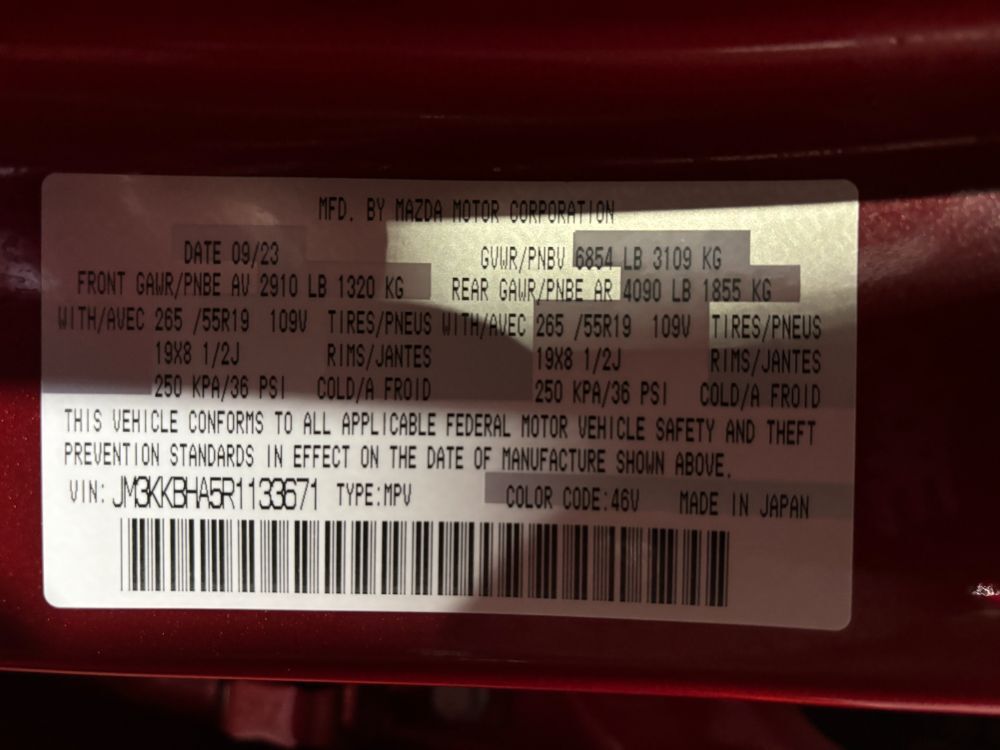 MFD. BY MAZDA MOTOR CORPORATION
DATE 09/23 GVWR/PNBV 6854 LB 3109 KG
FRONT GAWR/PNBE AV 2910 LB 1320 KG REAR GAWR/PNBE AR 4090 LB 1855 KG
WITH/AVEC 265 /55R19 109V TIRES/PNEUS WITH/AVEC 265 /55R19 109V TIRES/PNEUS
19X8 1/2J RIMS/JANTES 19X8 1/2J RIMS/JANTES
250 KPA/36 PSI COLD/A FROID 250 KPA/36 PSI COLD/A FROID
THIS VEHICLE CONFORMS TO ALL APPLICABLE FEDERAL MOTOR VEHICLE SAFETY AND THEFT
PREVENTION STANDARDS IN EFFECT ON THE DATE OF MANUFACTURE SHOWN ABOVE.
VIN: JM3KKBHA5R1133671 TYPE:MPV COLOR CODE:46V MADE IN JAPAN